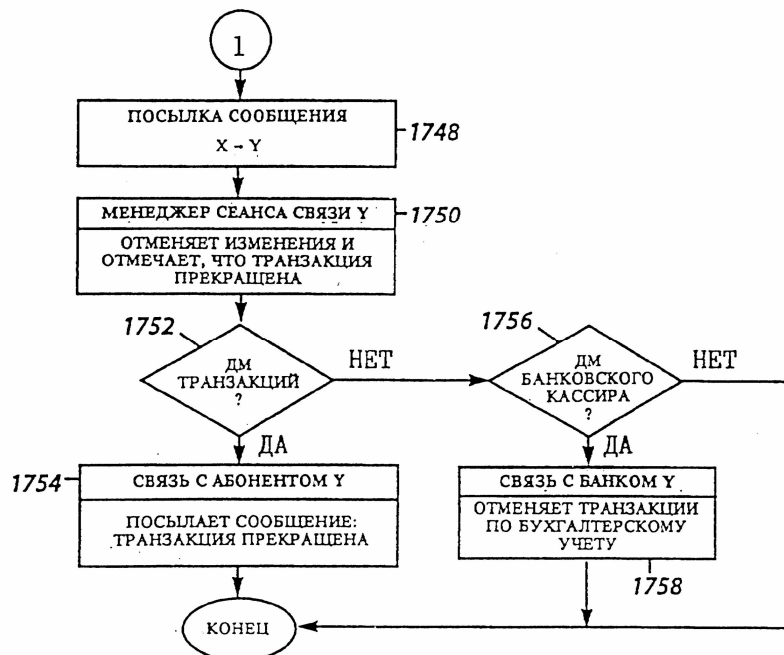 1
ПОСЫЛКА СООБЩЕНИЯ
X - Y
1748
МЕНЕДЖЕР СЕАНСА СВЯЗИ Y
1750
ОТМЕНЯЕТ ИЗМЕНЕНИЯ И
ОТМЕЧАЕТ, ЧТО ТРАНЗАКЦИЯ
ПРЕКРАЩЕНА
1752
ДМ
ТРАНЗАКЦИЙ
?
НЕТ
ДА
1756
ДМ
БАНКОВСКОГО
КАССИРА
?
НЕТ
ДА
1754
СВЯЗЬ С АБОНЕНТОМ Y
ПОСЫЛАЕТ СООБЩЕНИЕ:
ТРАНЗАКЦИЯ ПРЕКРАЩЕНА
СВЯЗЬ С БАНКОМ Y
ОТМЕНЯЕТ ТРАНЗАКЦИИ
ПО БУХГАЛТЕРСКОМУ
УЧЕТУ
1758
КОНЕЦ